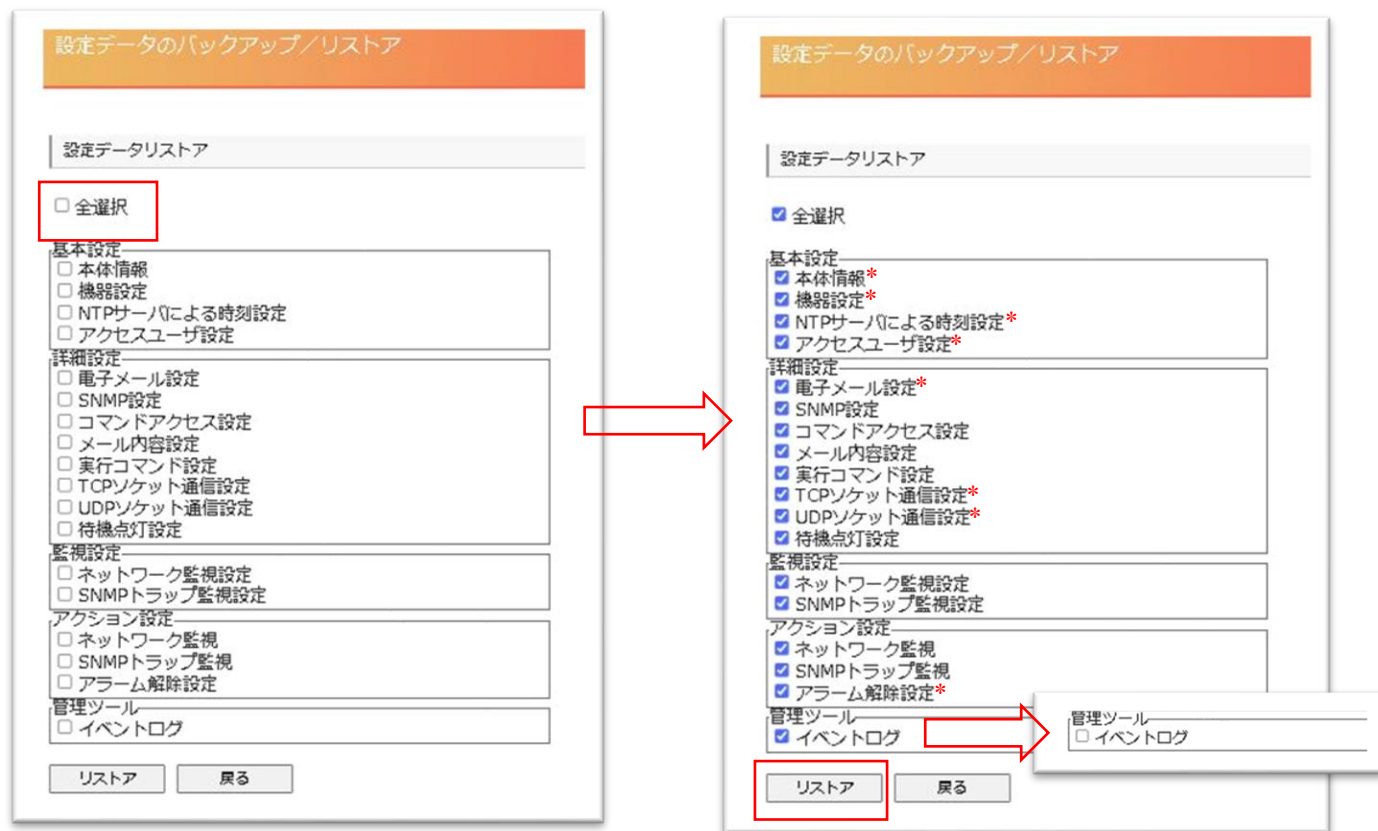 設定データのバックアップ／リストア
設定データリストア
全選択
基本設定
本体情報
機器設定
NTPサーバによる時刻設定
アクセスユーザ設定
詳細設定
電子メール設定
SNMP設定
コマンドアクセス設定
メール内容設定
実行コマンド設定
TCPソケット通信設定
UDPソケット通信設定
待機点灯設定
監視設定
ネットワーク監視設定
SNMPトラップ監視設定
アクション設定
ネットワーク監視
SNMPトラップ監視
アラーム解除設定
管理ツール
イベントログ
リストア 戻る
設定データのバックアップ／リストア
設定データリストア
全選択
基本設定
本体情報*
機器設定*
NTPサーバによる時刻設定*
アクセスユーザ設定*
詳細設定
電子メール設定*
SNMP設定
コマンドアクセス設定
メール内容設定
実行コマンド設定
TCPソケット通信設定*
UDPソケット通信設定*
待機点灯設定
監視設定
ネットワーク監視設定
SNMPトラップ監視設定
アクション設定
ネットワーク監視
SNMPトラップ監視
アラーム解除設定*
管理ツール
イベントログ
リストア 戻る
管理ツール
イベントログ